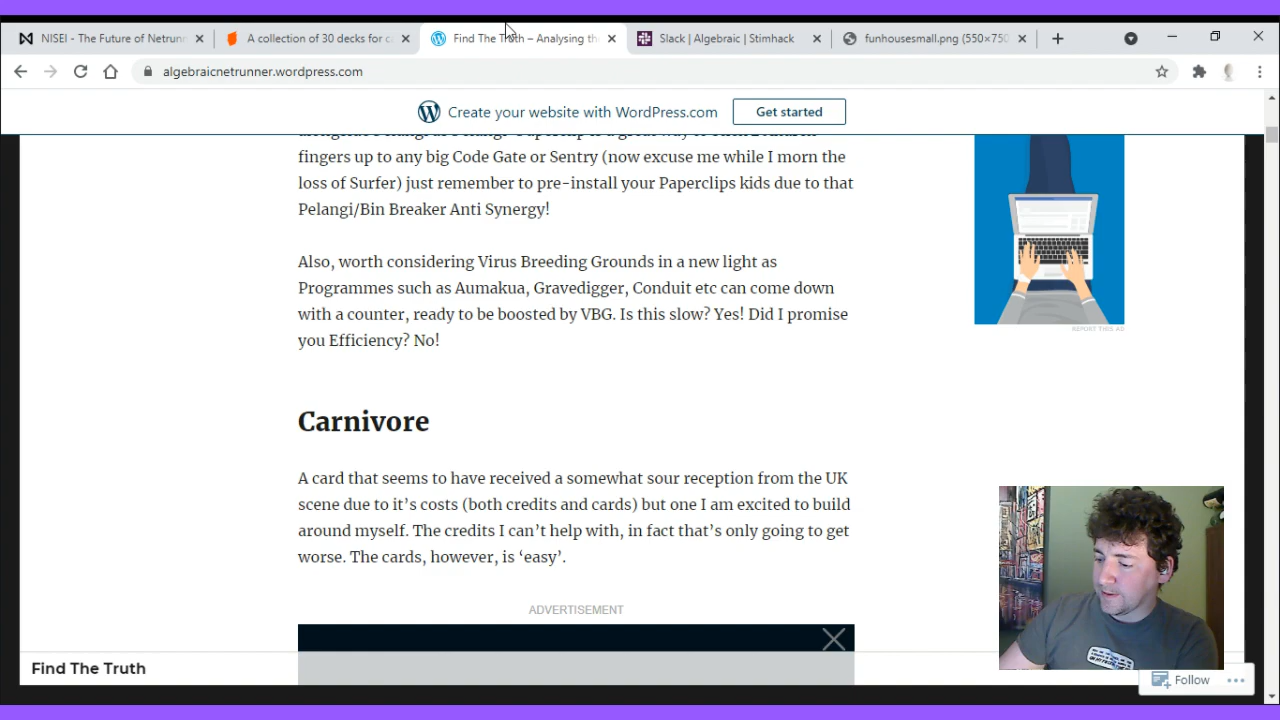 NISEI - The Future of Netrunn
A collection of 30 decks for c
Find The Truth – Analysing th
Slack | Algebraic | Stimhack
funhousesmall.png (550×750
algebraicnetrunner.wordpress.com
Create your website with WordPress.com
Get started
fingers up to any big Code Gate or Sentry (now excuse me while I morn the
loss of Surfer) just remember to pre-install your Paperclips kids due to that
Pelangi/Bin Breaker Anti Synergy!
Also, worth considering Virus Breeding Grounds in a new light as
Programmes such as Aumakua, Gravedigger, Conduit etc can come down
with a counter, ready to be boosted by VBG. Is this slow? Yes! Did I promise
you Efficiency? No!
REPORT THIS AD
Carnivore
A card that seems to have received a somewhat sour reception from the UK
scene due to it’s costs (both credits and cards) but one I am excited to build
around myself. The credits I can’t help with, in fact that’s only going to get
worse. The cards, however, is ‘easy’.
ADVERTISEMENT
Find The Truth
Follow